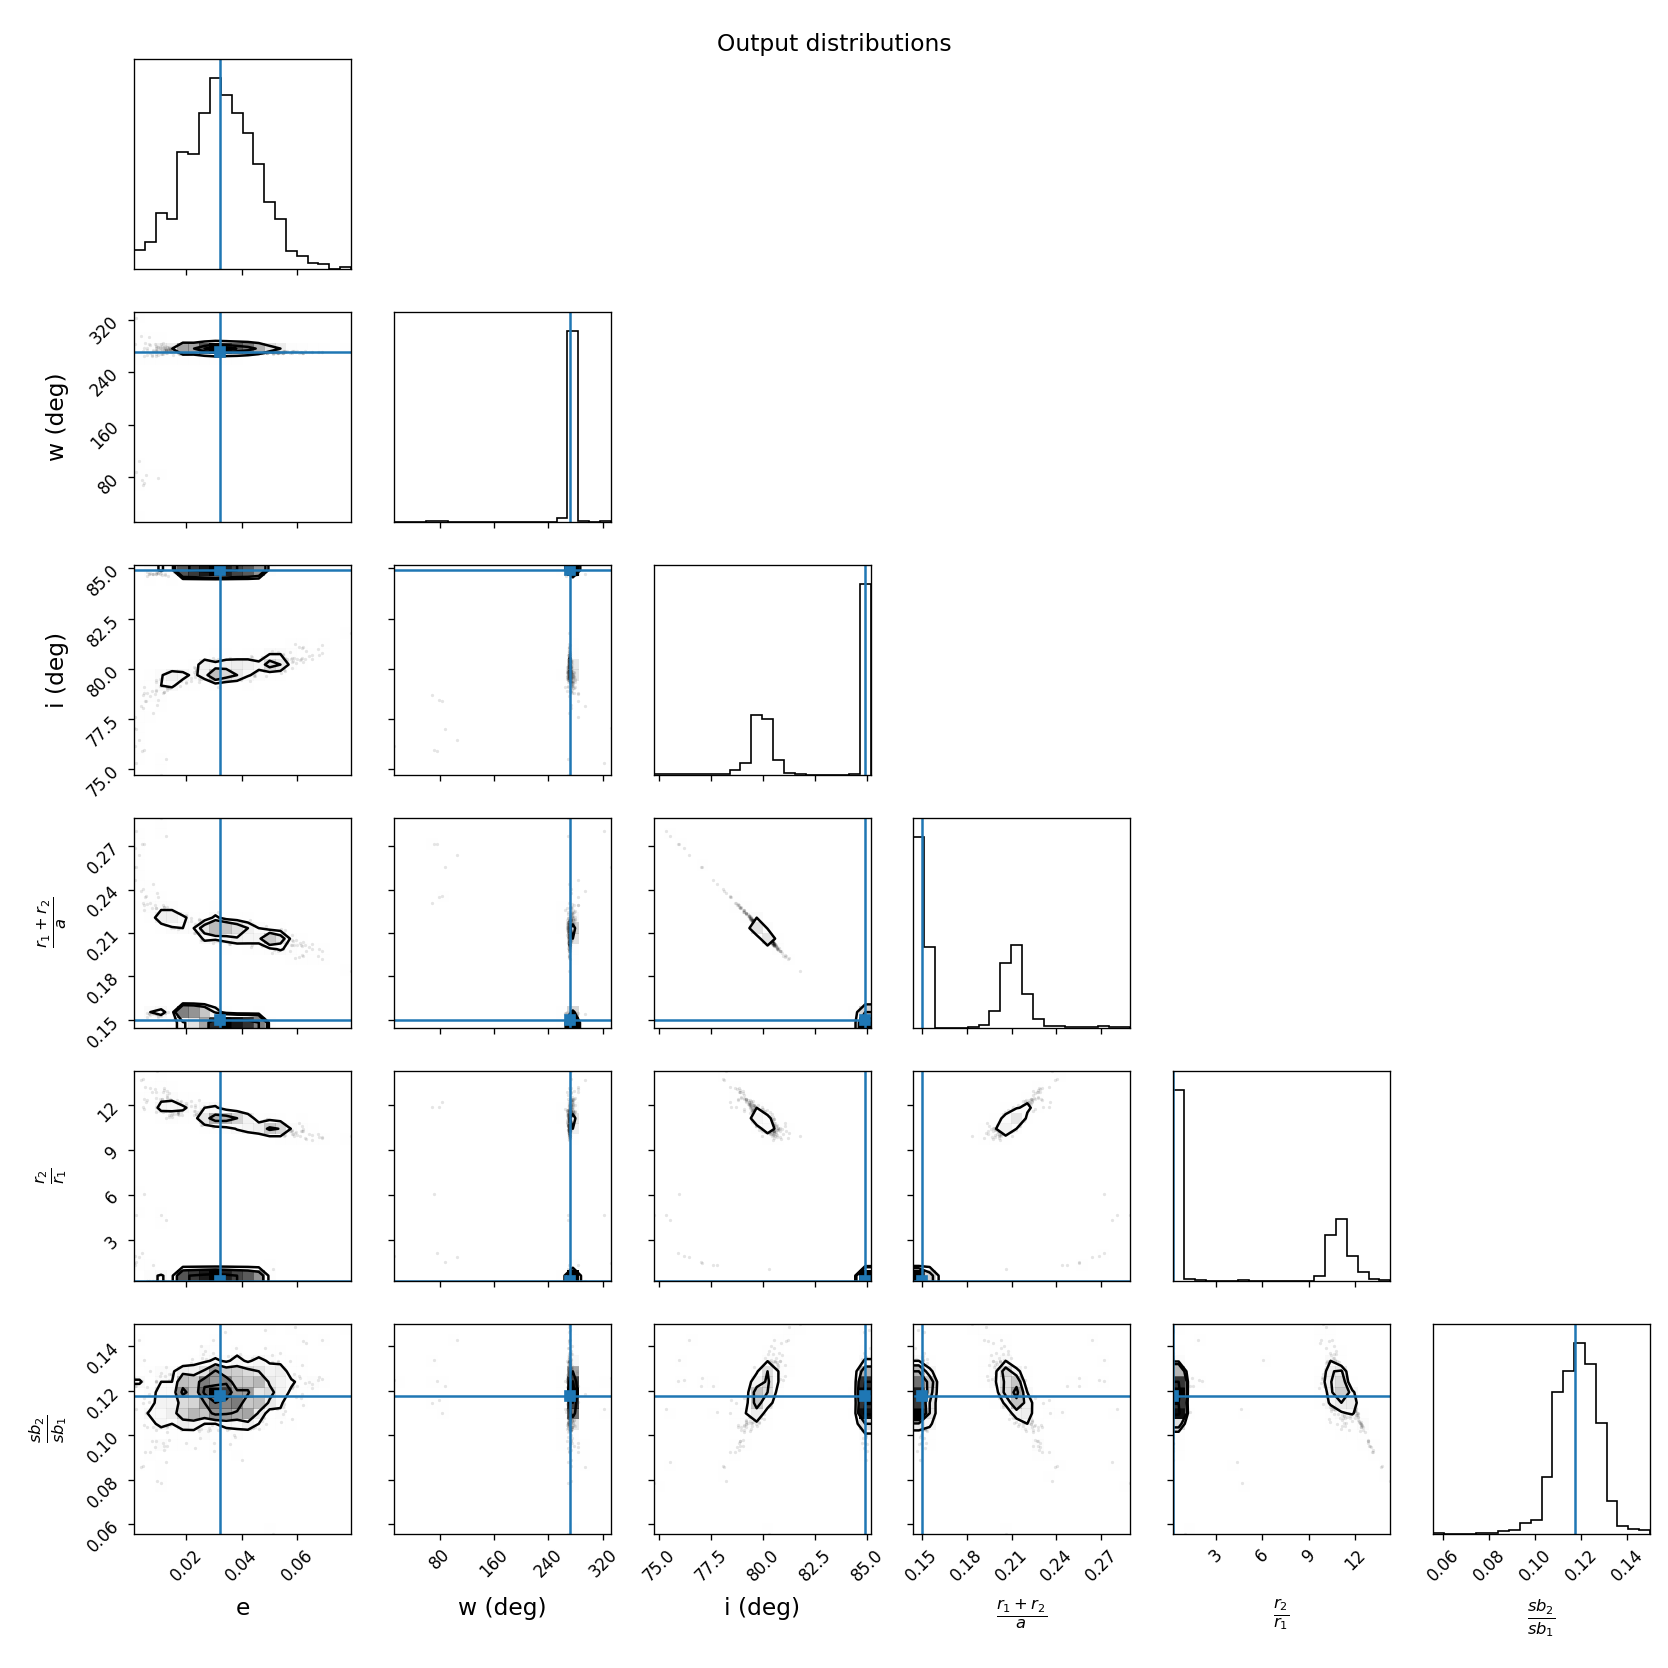 Output distributions
w (deg)
320
240
160
80
i (deg)
85.0
82.5
80.0
77.5
75.0
r₁ + r₂
a
0.27
0.24
0.21
0.18
0.15
r₂
r₁
12
9
6
3
sb₂
sb₁
0.14
0.12
0.10
0.08
0.06
0.02 0.04 0.06 80 160 240 320 75.0 77.5 80.0 82.5 85.0 0.15 0.18 0.21 0.24 0.27 3 6 9 12 0.06 0.08 0.10 0.12 0.14
e w (deg) i (deg)
r₁ + r₂
a
r₂
r₁
sb₂
sb₁